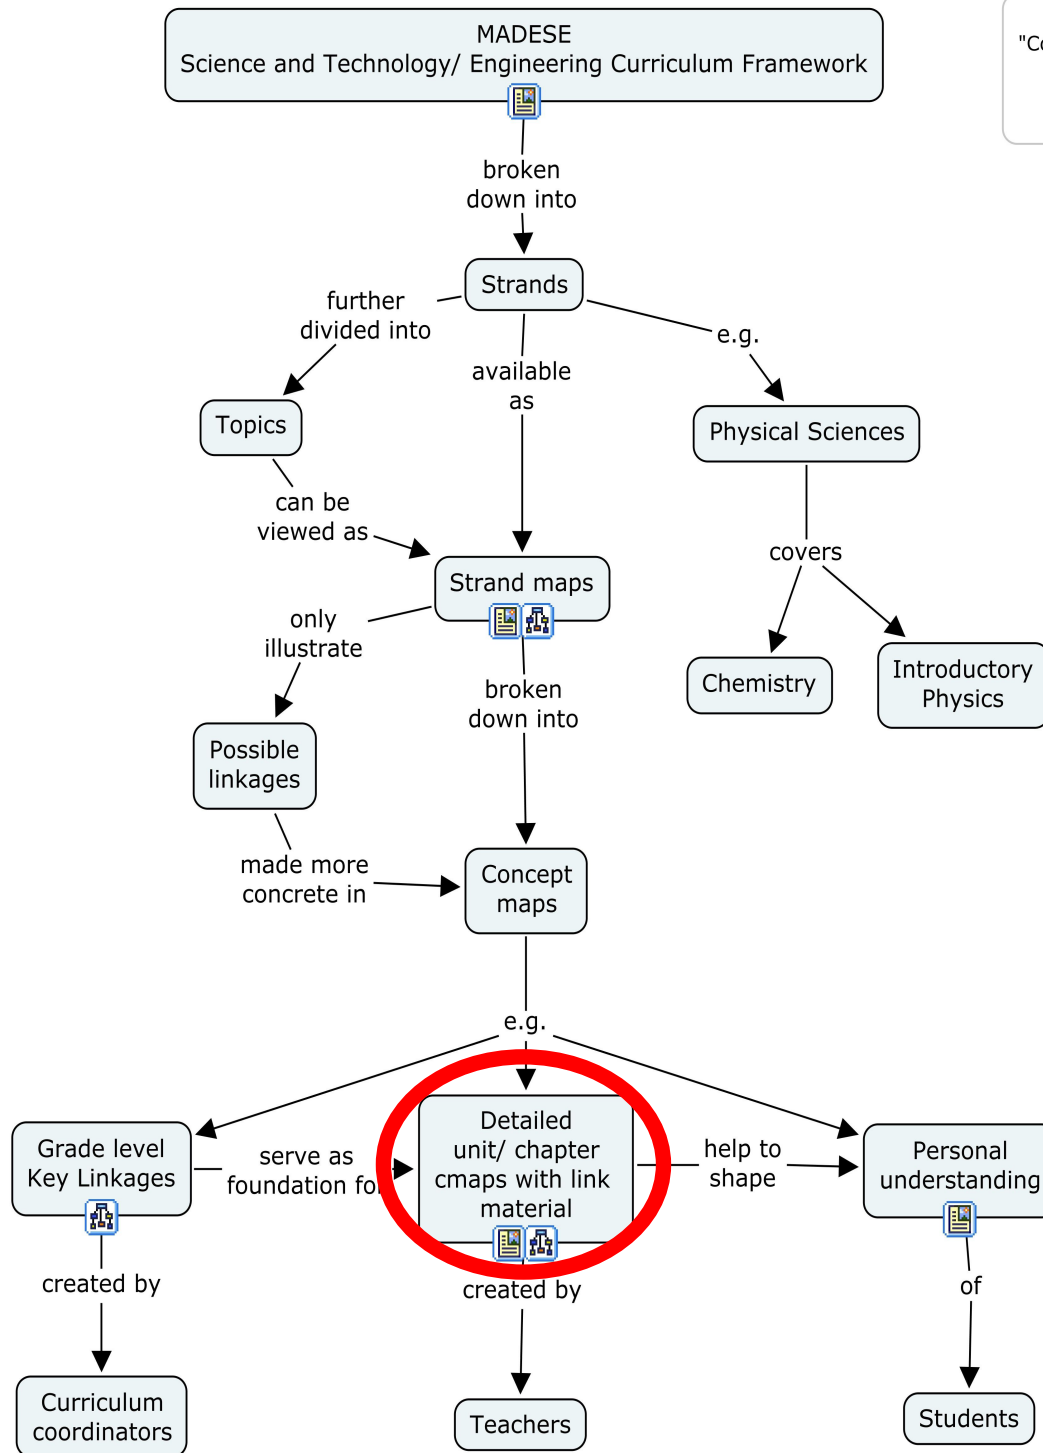 MADESE
Science and Technology/ Engineering Curriculum Framework
"Co
broken
down into
Strands
further
divided into
available
as
e.g.
Topics
Physical Sciences
can be
viewed as
covers
Strand maps
only
illustrate
Chemistry
Introductory
Physics
broken
down into
Possible
linkages
made more
concrete in
Concept
maps
e.g.
Grade level
Key Linkages
serve as
foundation for
Detailed
unit/ chapter
cmaps with link
material
help to
shape
Personal
understanding
created by
created by
of
Curriculum
coordinators
Teachers
Students